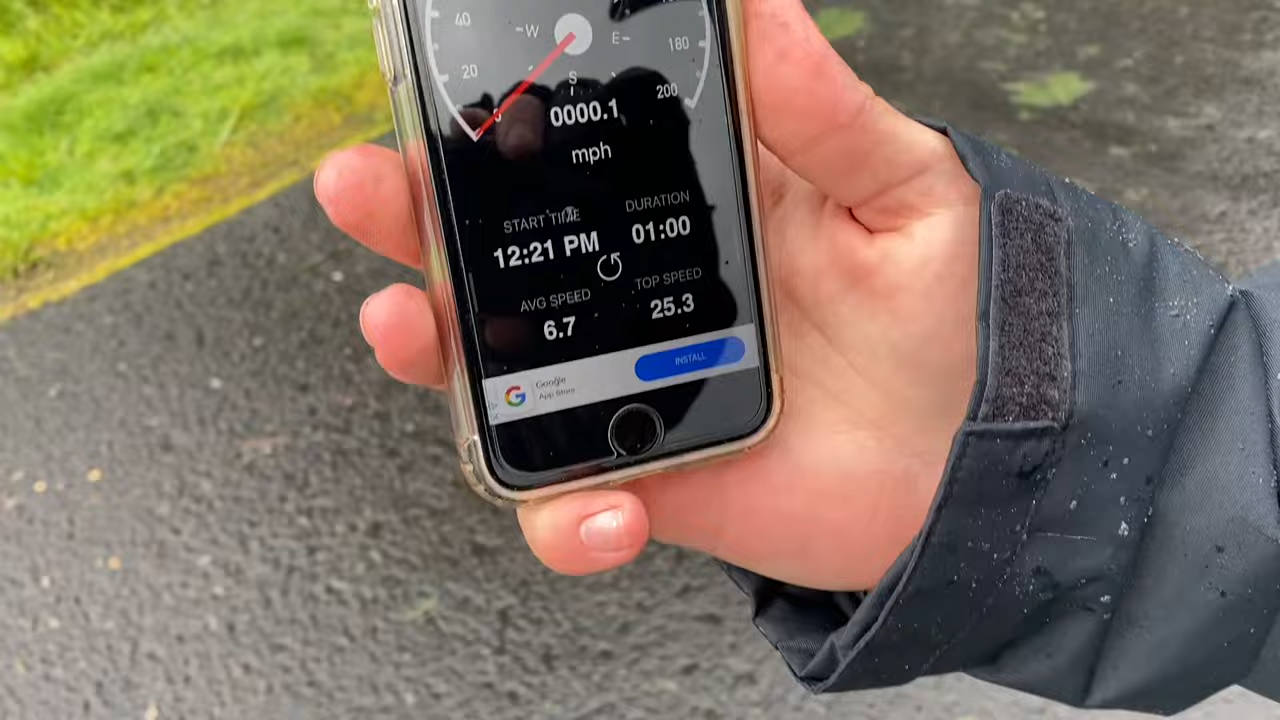 40
-W
E-
180
20
S
200
0
0000.1
mph
START TIME
DURATION
12:21 PM
01:00
AVG SPEED
TOP SPEED
6.7
25.3
Google
App Store
INSTALL